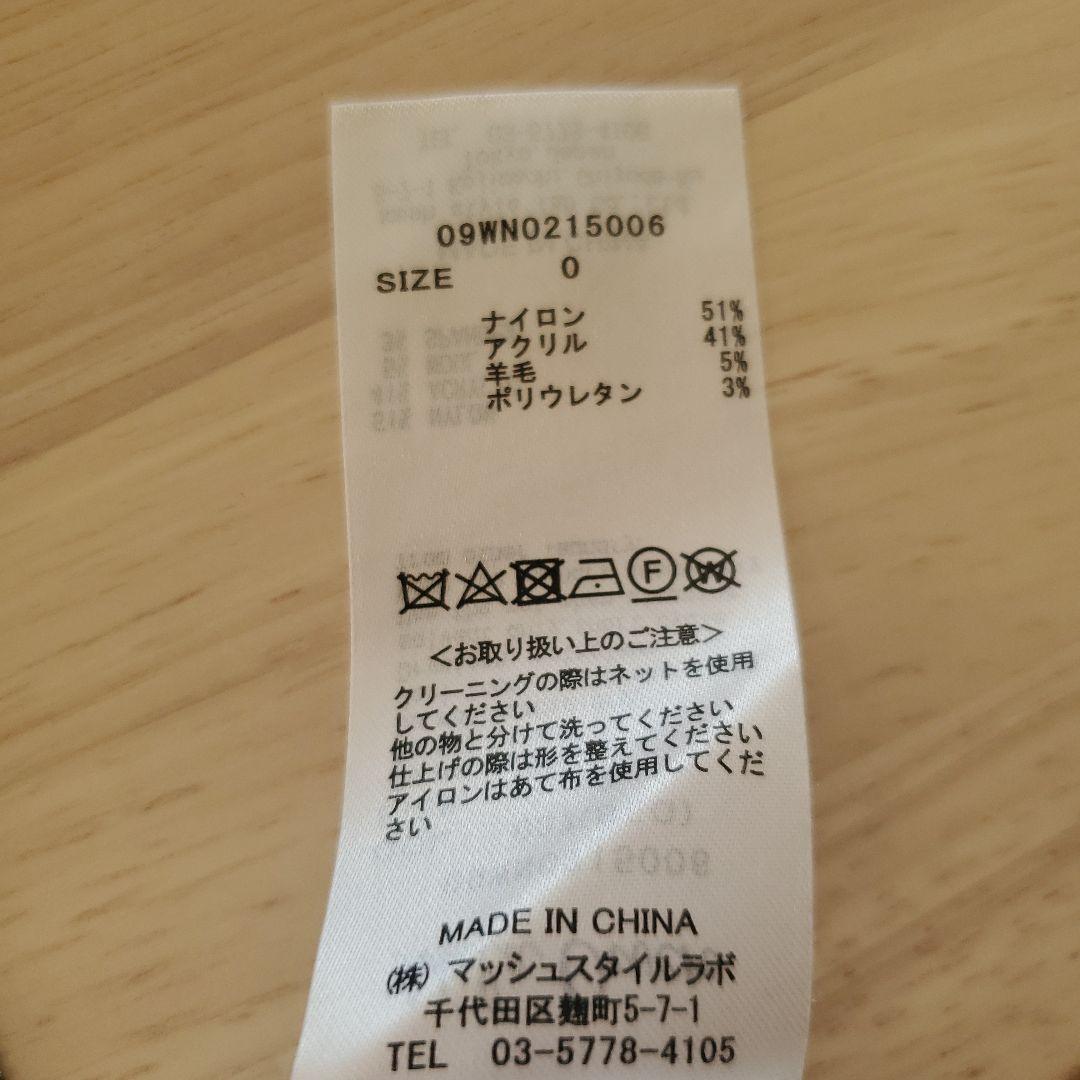 09WN0215006
SIZE 0
ナイロン 51%
アクリル 41%
羊毛 5%
ポリウレタン 3%
F W
<お取り扱い上のご注意>
クリーニングの際はネットを使用
してください
他の物と分けて洗ってください
仕上げの際は形を整えてください
アイロンはあて布を使用してくだ
さい
MADE IN CHINA
(株) マッシュスタイルラボ
千代田区麹町5-7-1
TEL 03-5778-4105